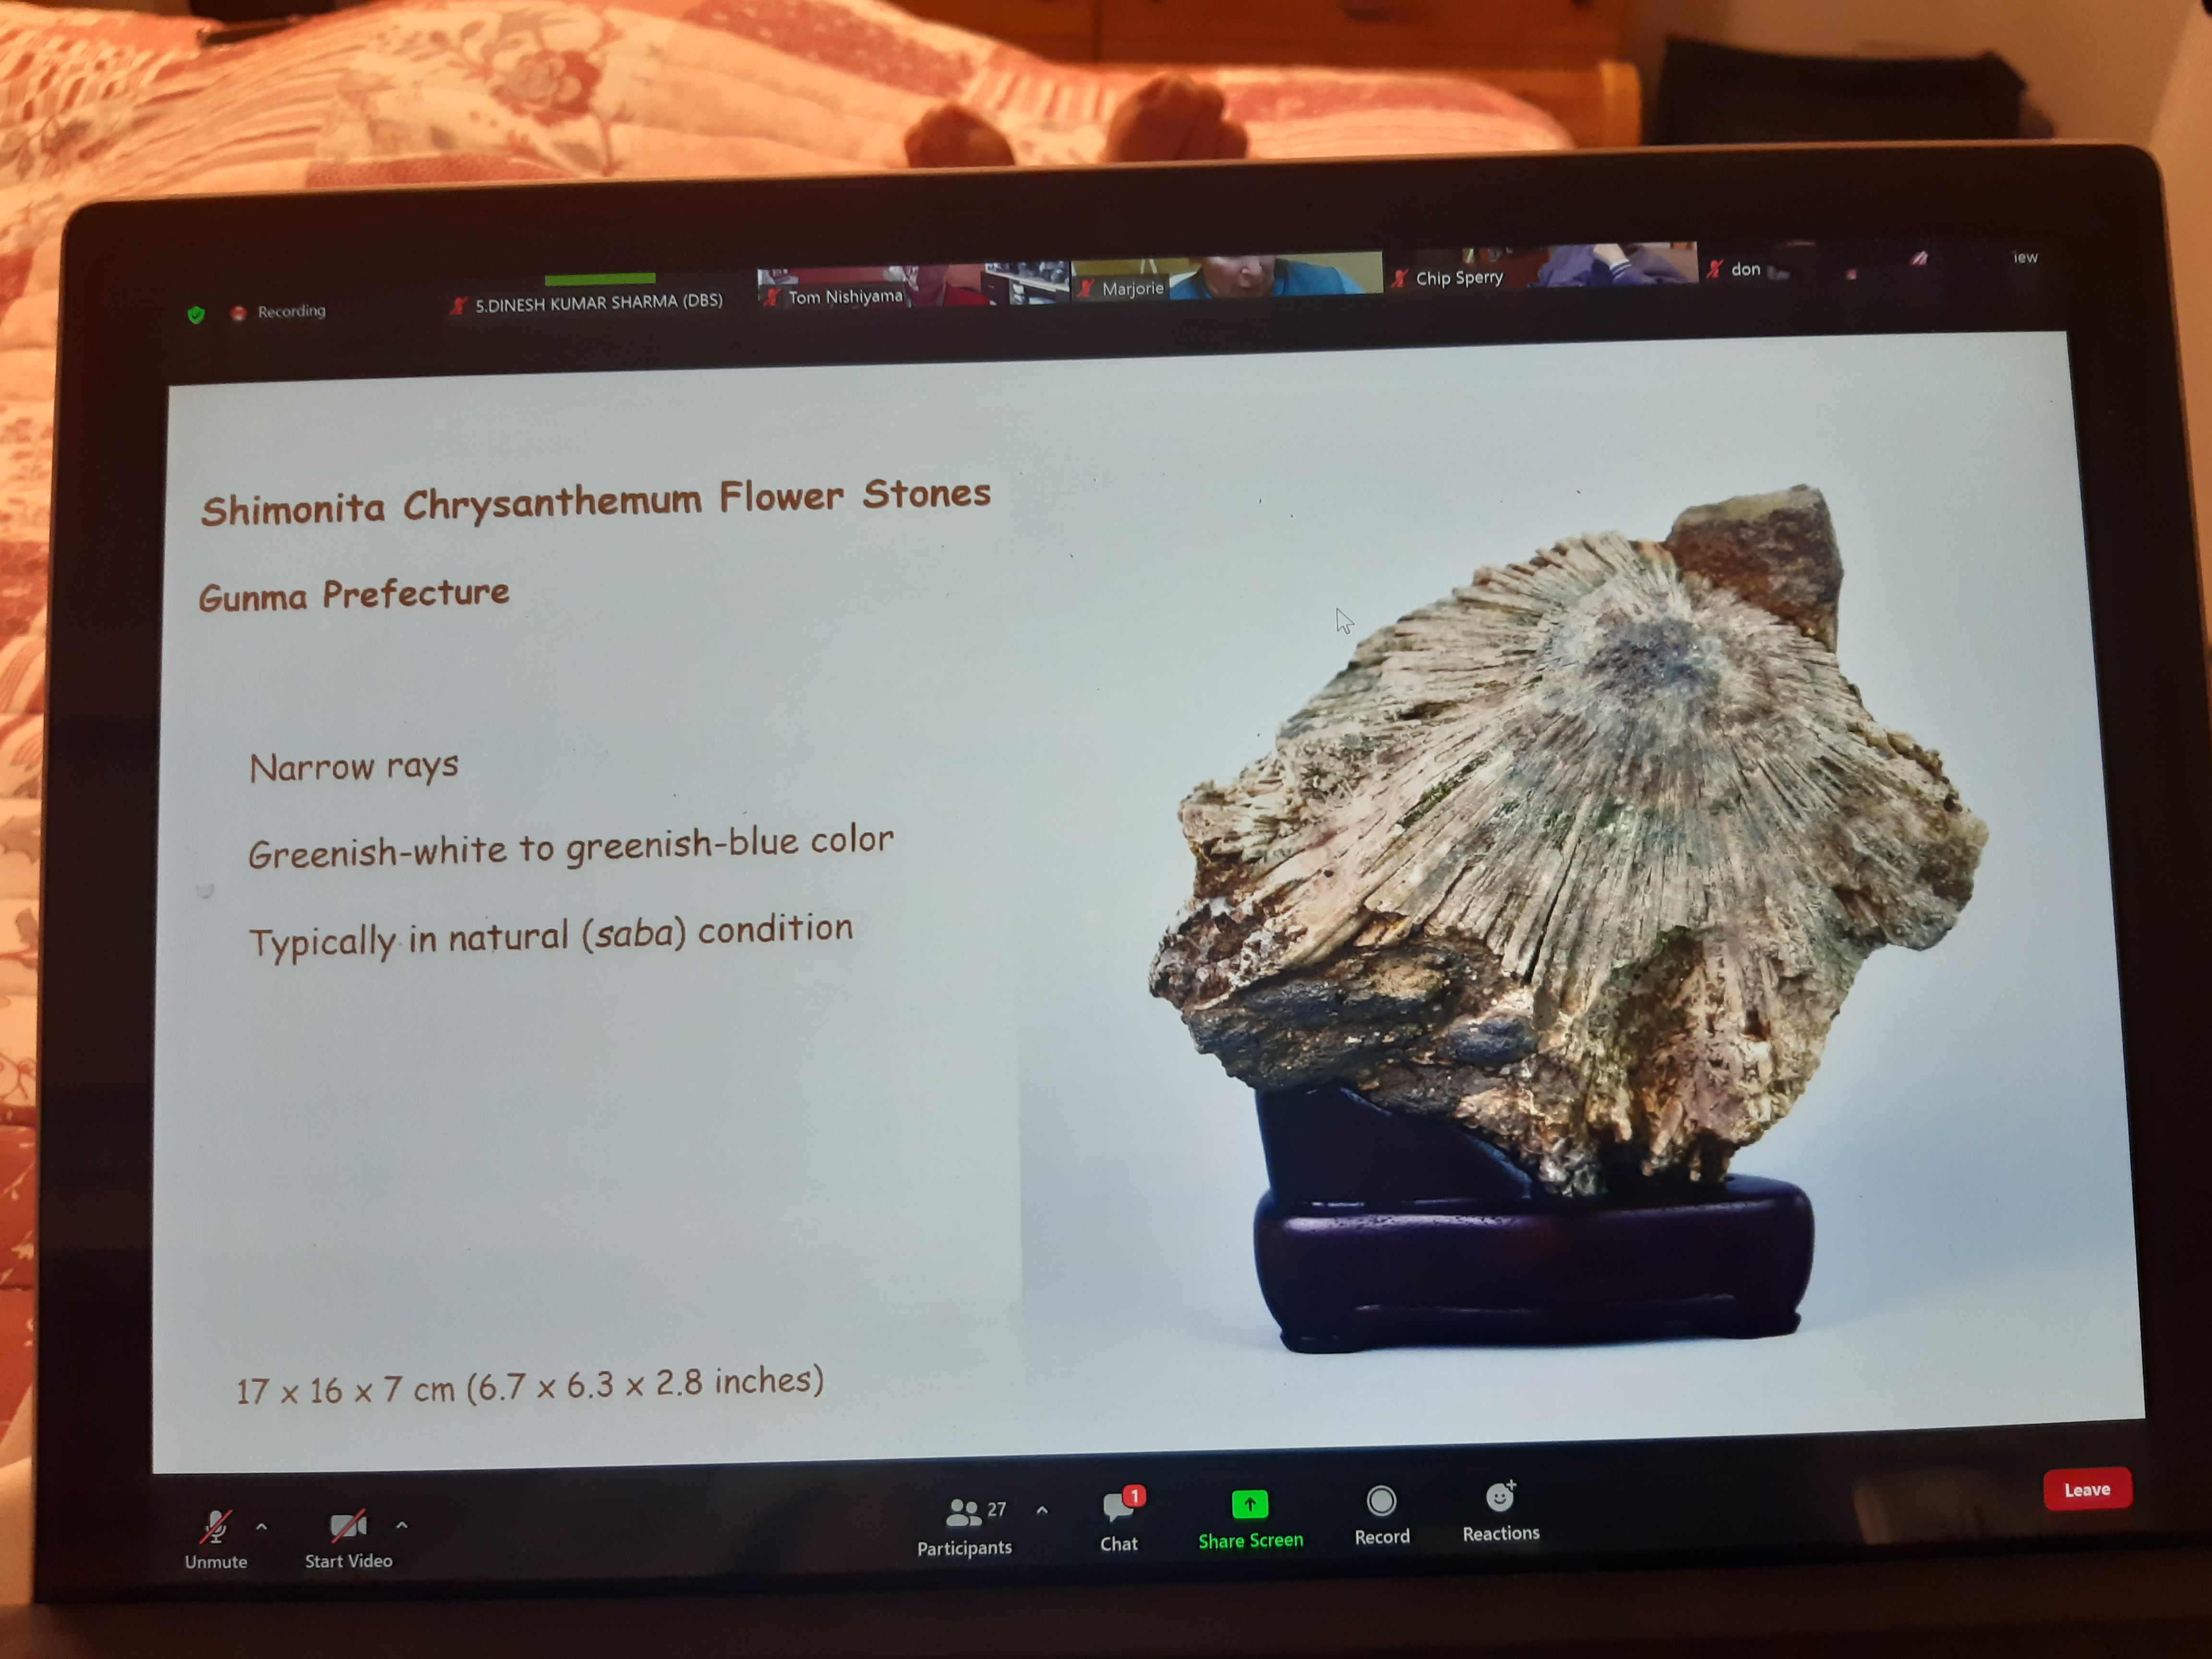 Recording
5.DINESH KUMAR SHARMA (DBS)
Tom Nishiyama
Marjorie
Chip Sperry
don
iew
Shimonita Chrysanthemum Flower Stones
Gunma Prefecture
Narrow rays
Greenish-white to greenish-blue color
Typically in natural (saba) condition
17 x 16 x 7 cm (6.7 x 6.3 x 2.8 inches)
Unmute
Start Video
27
Participants
1
Chat
Share Screen
Record
Reactions
Leave